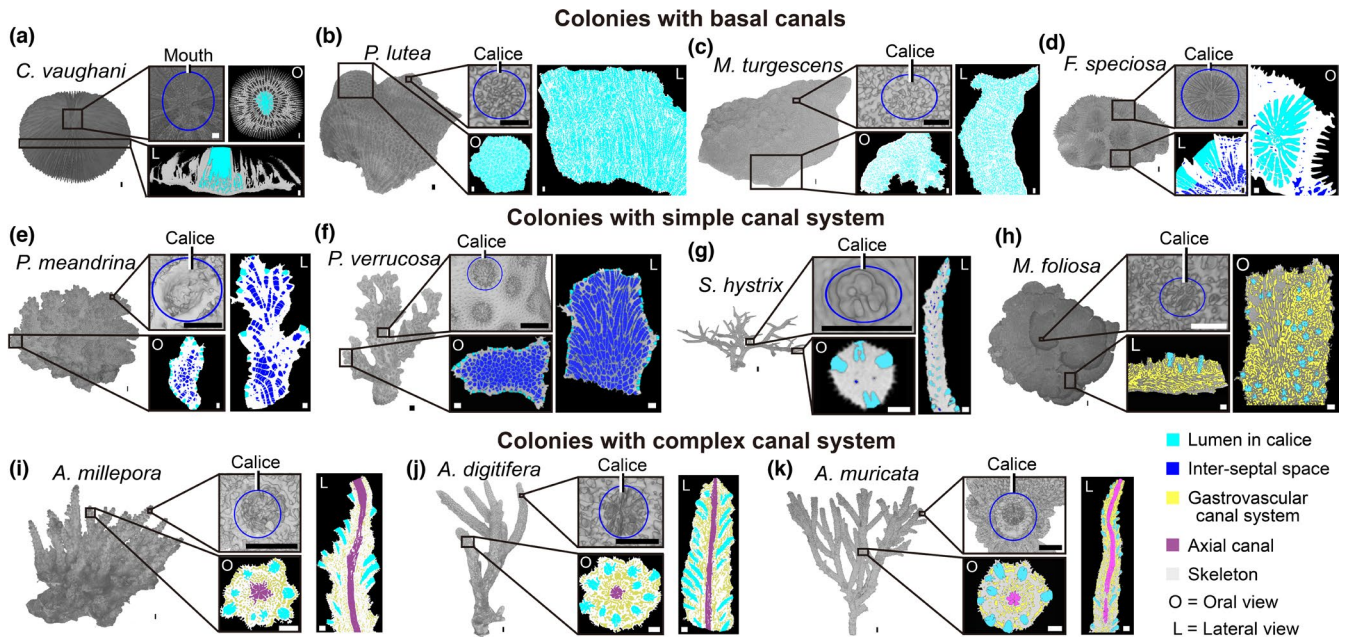 Colonies with basal canals
(a)
C. vaughani
Mouth
O
L
(b)
P. lutea
Calice
O
L
(c)
M. turgescens
Calice
O
L
(d)
F. speciosa
Calice
L
O
Colonies with simple canal system
(e)
P. meandrina
Calice
O
L
(f)
P. verrucosa
Calice
O
L
(g)
S. hystrix
Calice
O
L
(h)
M. foliosa
Calice
L
O
Colonies with complex canal system
(i)
A. millepora
Calice
O
L
(j)
A. digitifera
Calice
O
L
(k)
A. muricata
Calice
O
L
Lumen in calice
Inter-septal space
Gastrovascular
canal system
Axial canal
Skeleton
O = Oral view
L = Lateral view